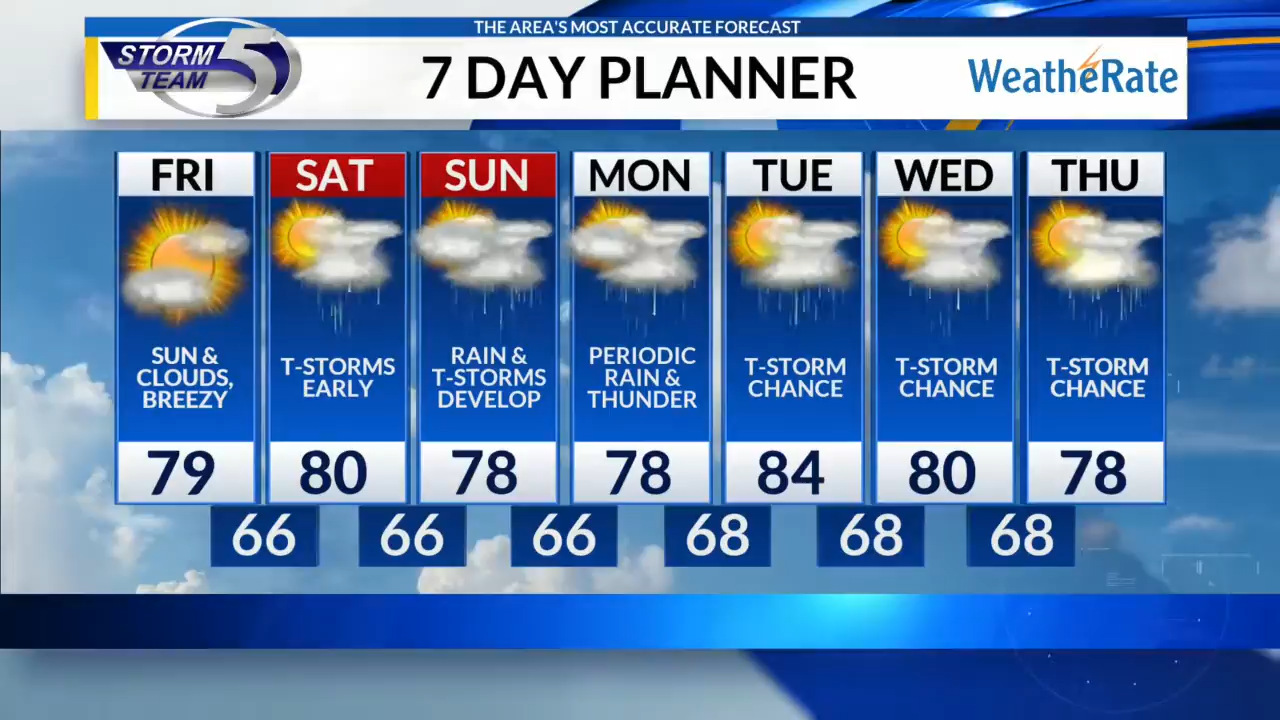 THE AREA'S MOST ACCURATE FORECAST
STORM
TEAM
5
7 DAY PLANNER
WeatheRate
FRI
SAT
SUN
MON
TUE
WED
THU
SUN &
CLOUDS,
BREEZY
T-STORMS
EARLY
RAIN &
T-STORMS
DEVELOP
PERIODIC
RAIN &
THUNDER
T-STORM
CHANCE
T-STORM
CHANCE
T-STORM
CHANCE
79
80
78
78
84
80
78
66
66
66
68
68
68